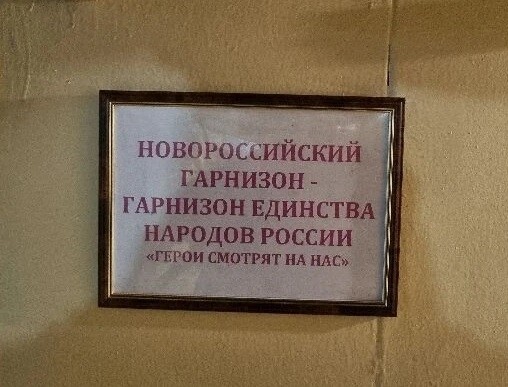 НОВОРОССИЙСКИЙ
ГАРНИЗОН -
ГАРНИЗОН ЕДИНСТВА
НАРОДОВ РОССИИ
«ГЕРОИ СМОТРЯТ НА НАС»